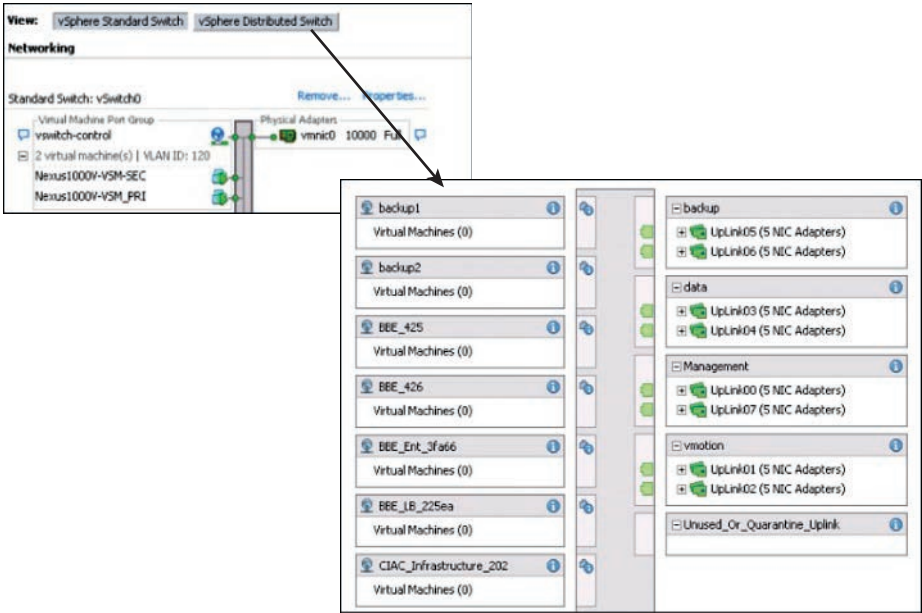 View: vSphere Standard Switch vSphere Distributed Switch
Networking
Standard Switch: vSwitch0 Remove... Properties...
Virtual Machine Port Group Physical Adapters
vswitch-control vmnic0 10000 Full
2 virtual machine(s) | VLAN ID: 120
Nexus1000V-VSM-SEC
Nexus1000V-VSM_PRI
backup1
Virtual Machines (0)
backup2
Virtual Machines (0)
BBE_425
Virtual Machines (0)
BBE_426
Virtual Machines (0)
BBE_Ent_3fa66
Virtual Machines (0)
BBE_LB_225ea
Virtual Machines (0)
CIAC_Infrastructure_202
Virtual Machines (0)
backup
UpLink05 (5 NIC Adapters)
UpLink06 (5 NIC Adapters)
data
UpLink03 (5 NIC Adapters)
UpLink04 (5 NIC Adapters)
Management
UpLink00 (5 NIC Adapters)
UpLink07 (5 NIC Adapters)
vmotion
UpLink01 (5 NIC Adapters)
UpLink02 (5 NIC Adapters)
Unused_Or_Quarantine_Uplink